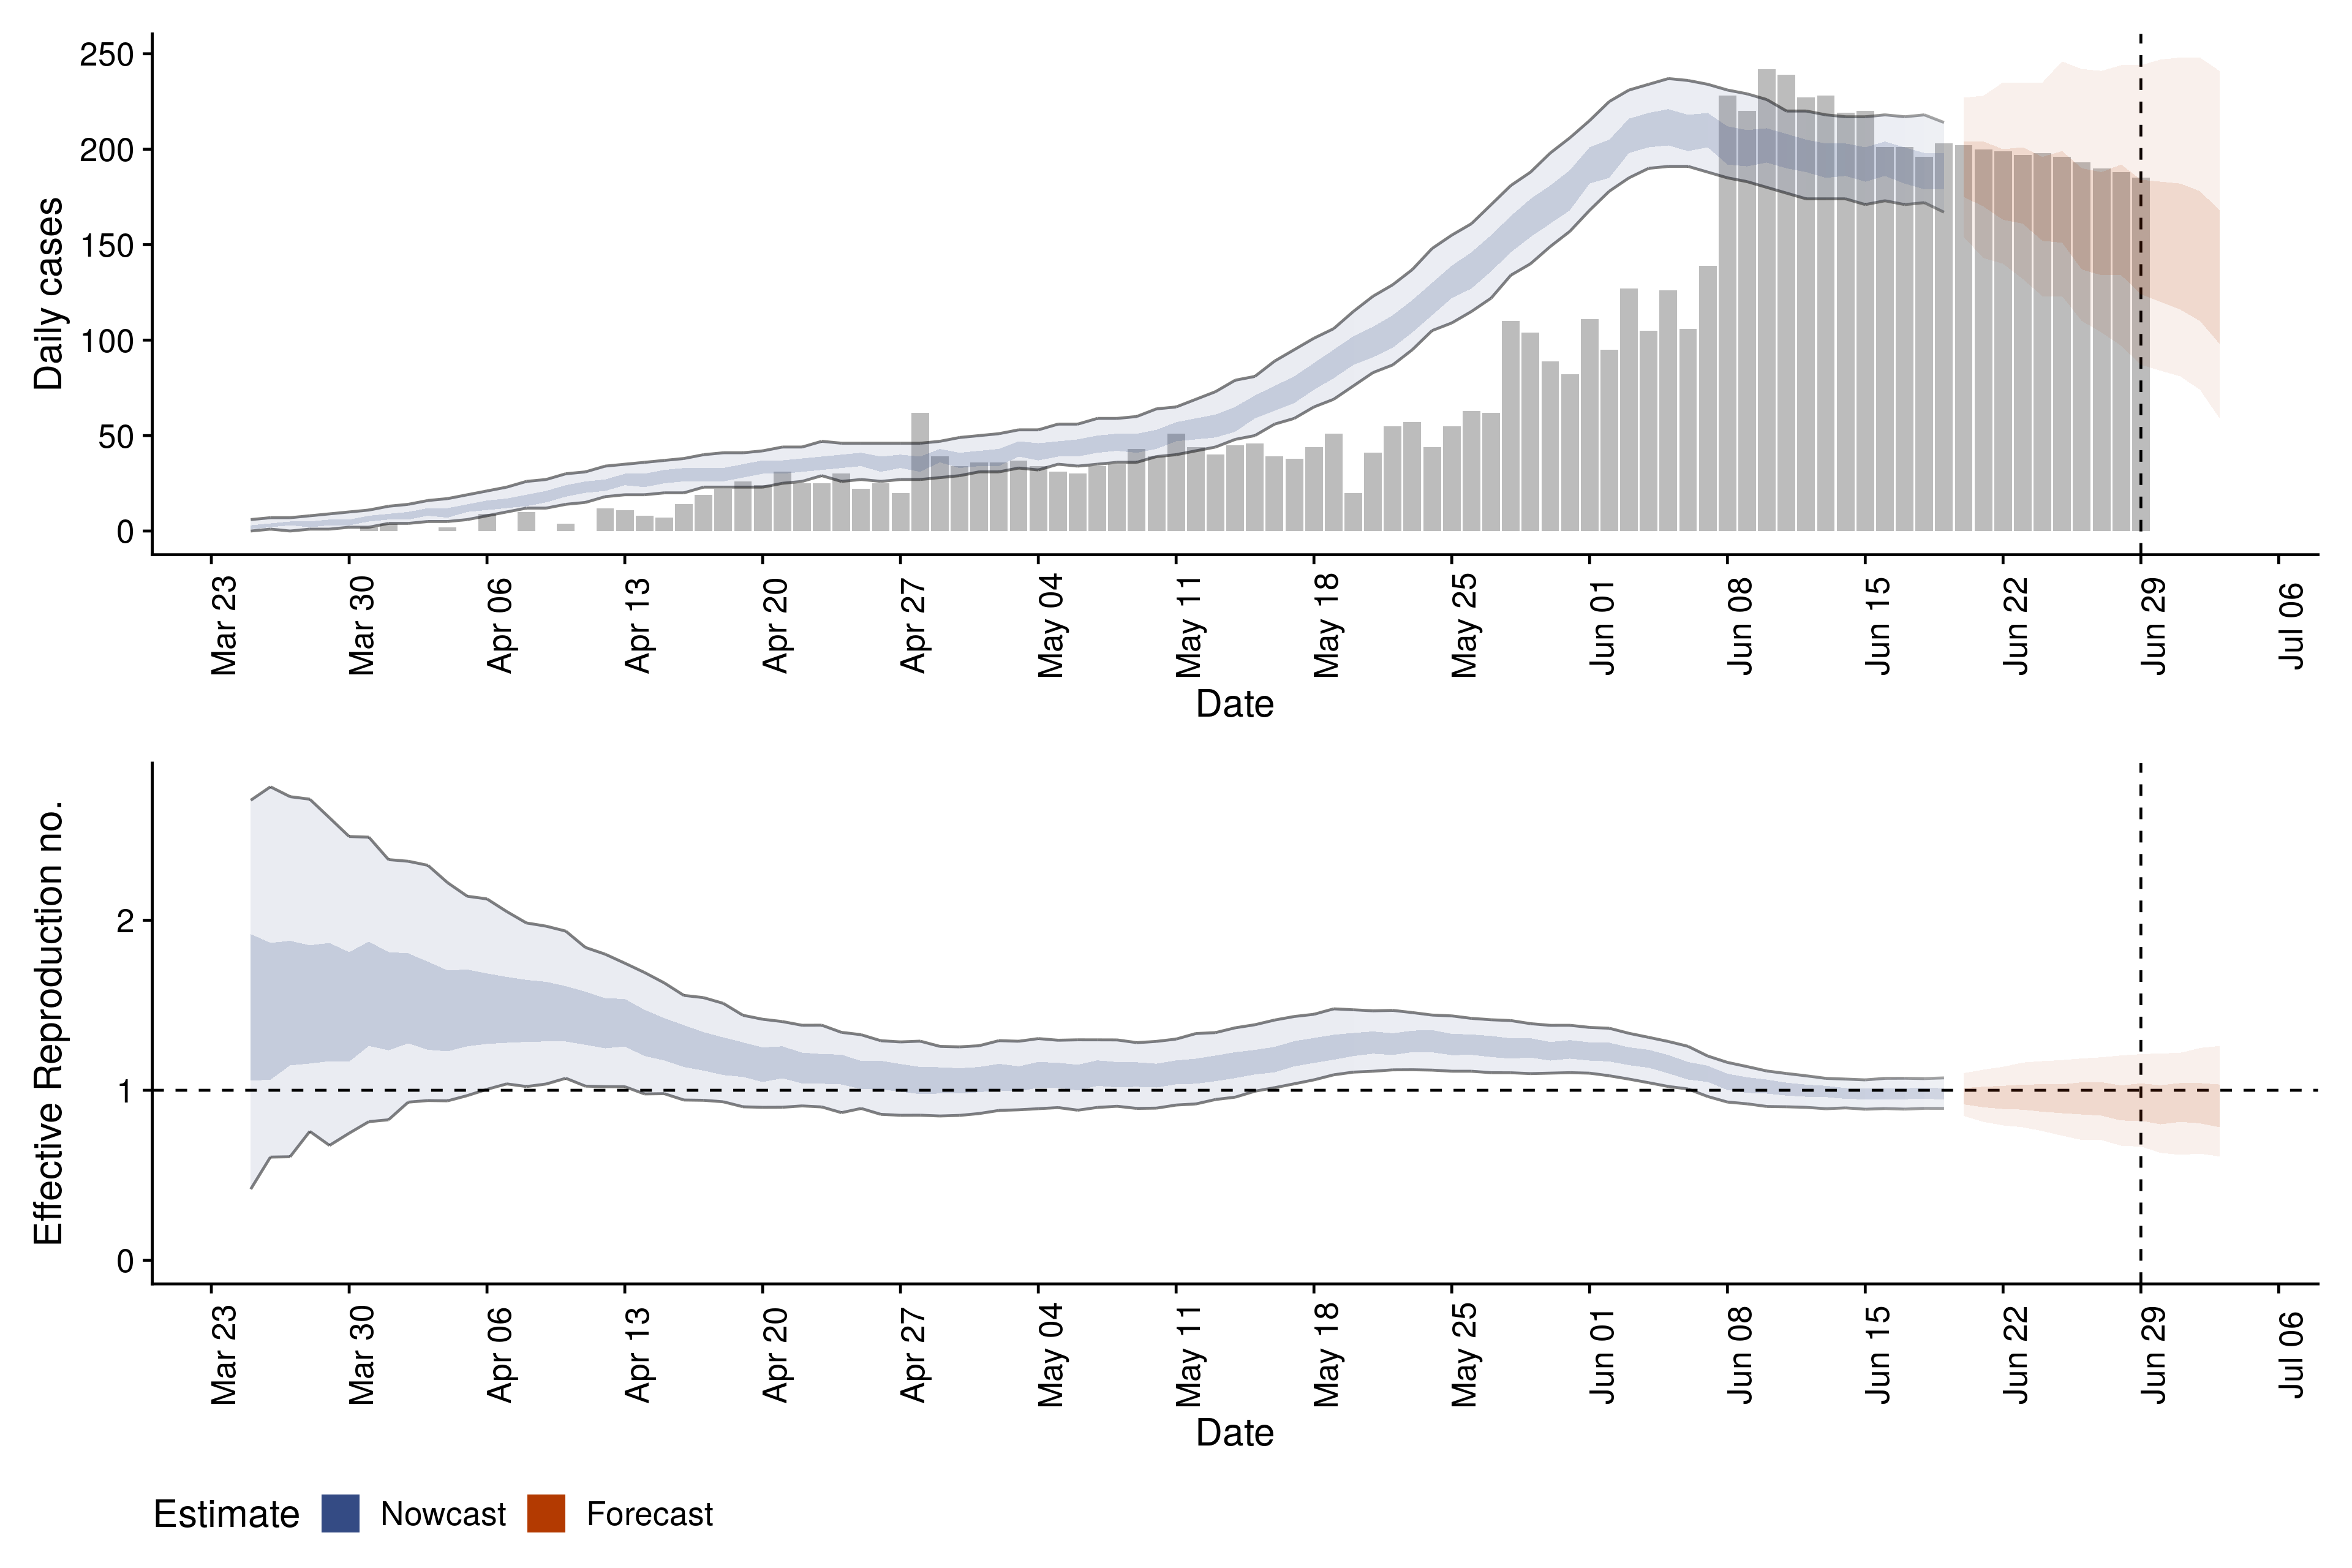 250
200
150
100
50
0
Daily cases
Mar 23
Mar 30
Apr 06
Apr 13
Apr 20
Apr 27
May 04
May 11
May 18
May 25
Jun 01
Jun 08
Jun 15
Jun 22
Jun 29
Jul 06
Date
2
1
0
Effective Reproduction no.
Mar 23
Mar 30
Apr 06
Apr 13
Apr 20
Apr 27
May 04
May 11
May 18
May 25
Jun 01
Jun 08
Jun 15
Jun 22
Jun 29
Jul 06
Date
Estimate Nowcast Forecast